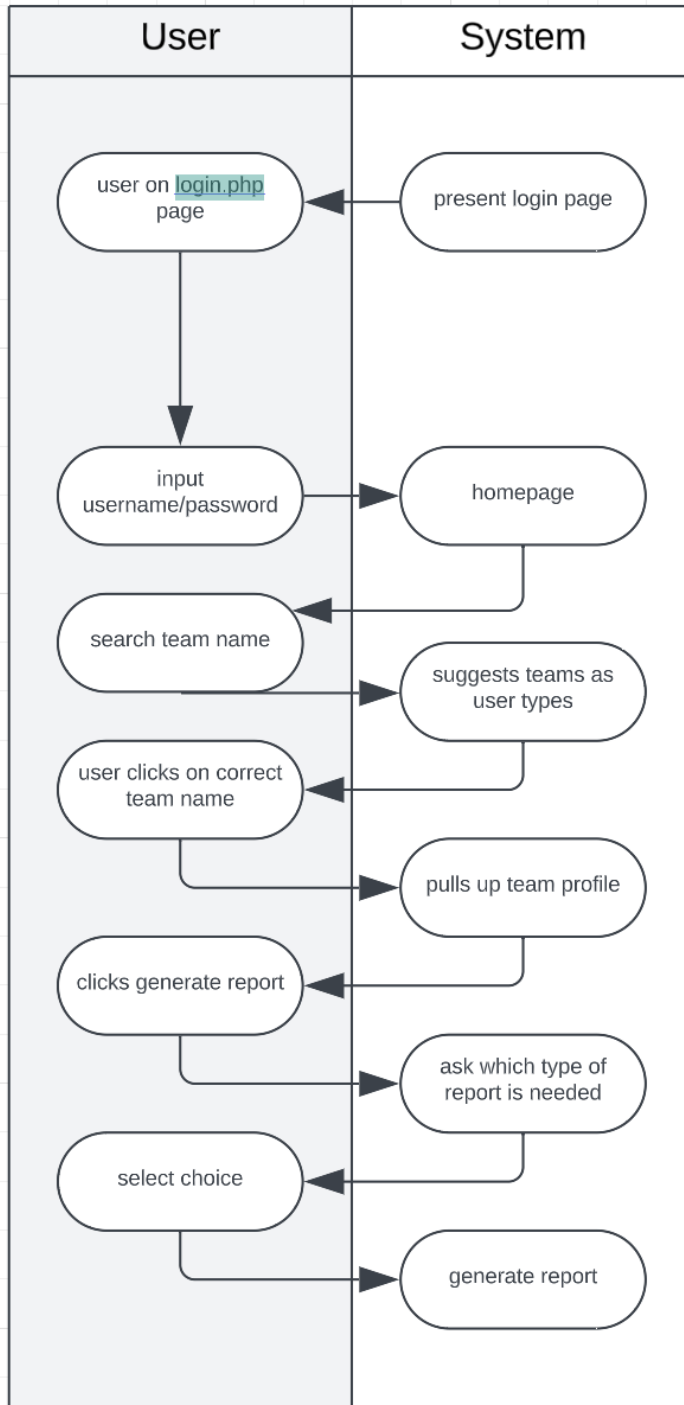 User
System
user on login.php
page
present login page
input
username/password
homepage
search team name
suggests teams as
user types
user clicks on correct
team name
pulls up team profile
clicks generate report
ask which type of
report is needed
select choice
generate report